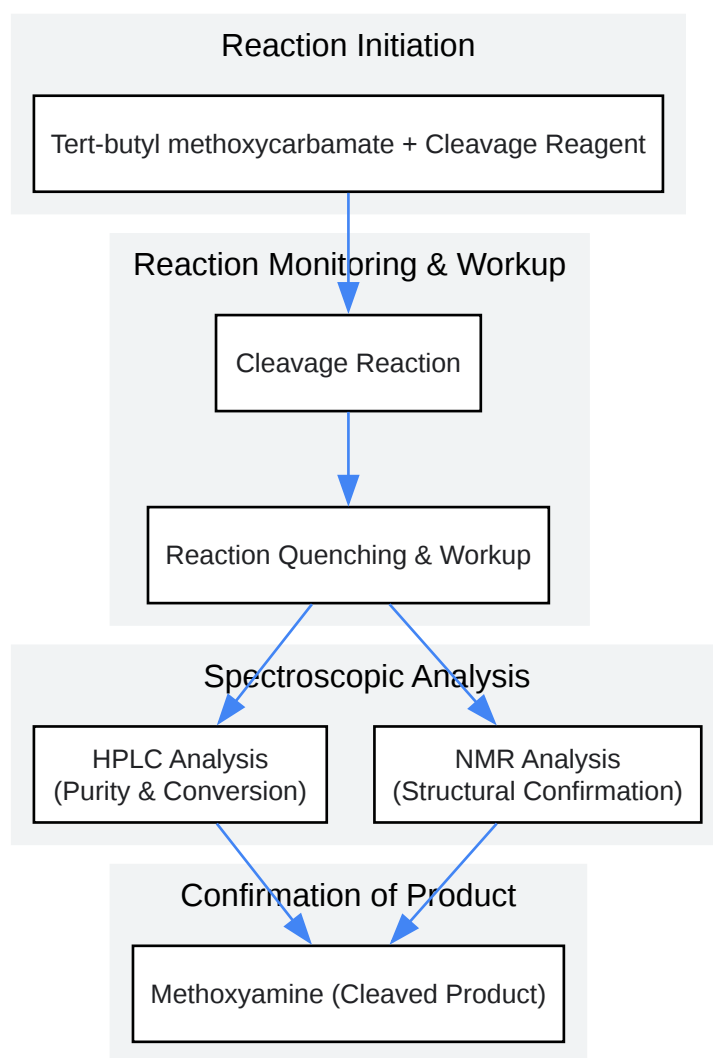 Reaction Initiation
Tert-butyl methoxycarbamate + Cleavage Reagent
Reaction Monitoring & Workup
Cleavage Reaction
Reaction Quenching & Workup
Spectroscopic Analysis
HPLC Analysis
(Purity & Conversion)
NMR Analysis
(Structural Confirmation)
Confirmation of Product
Methoxyamine (Cleaved Product)